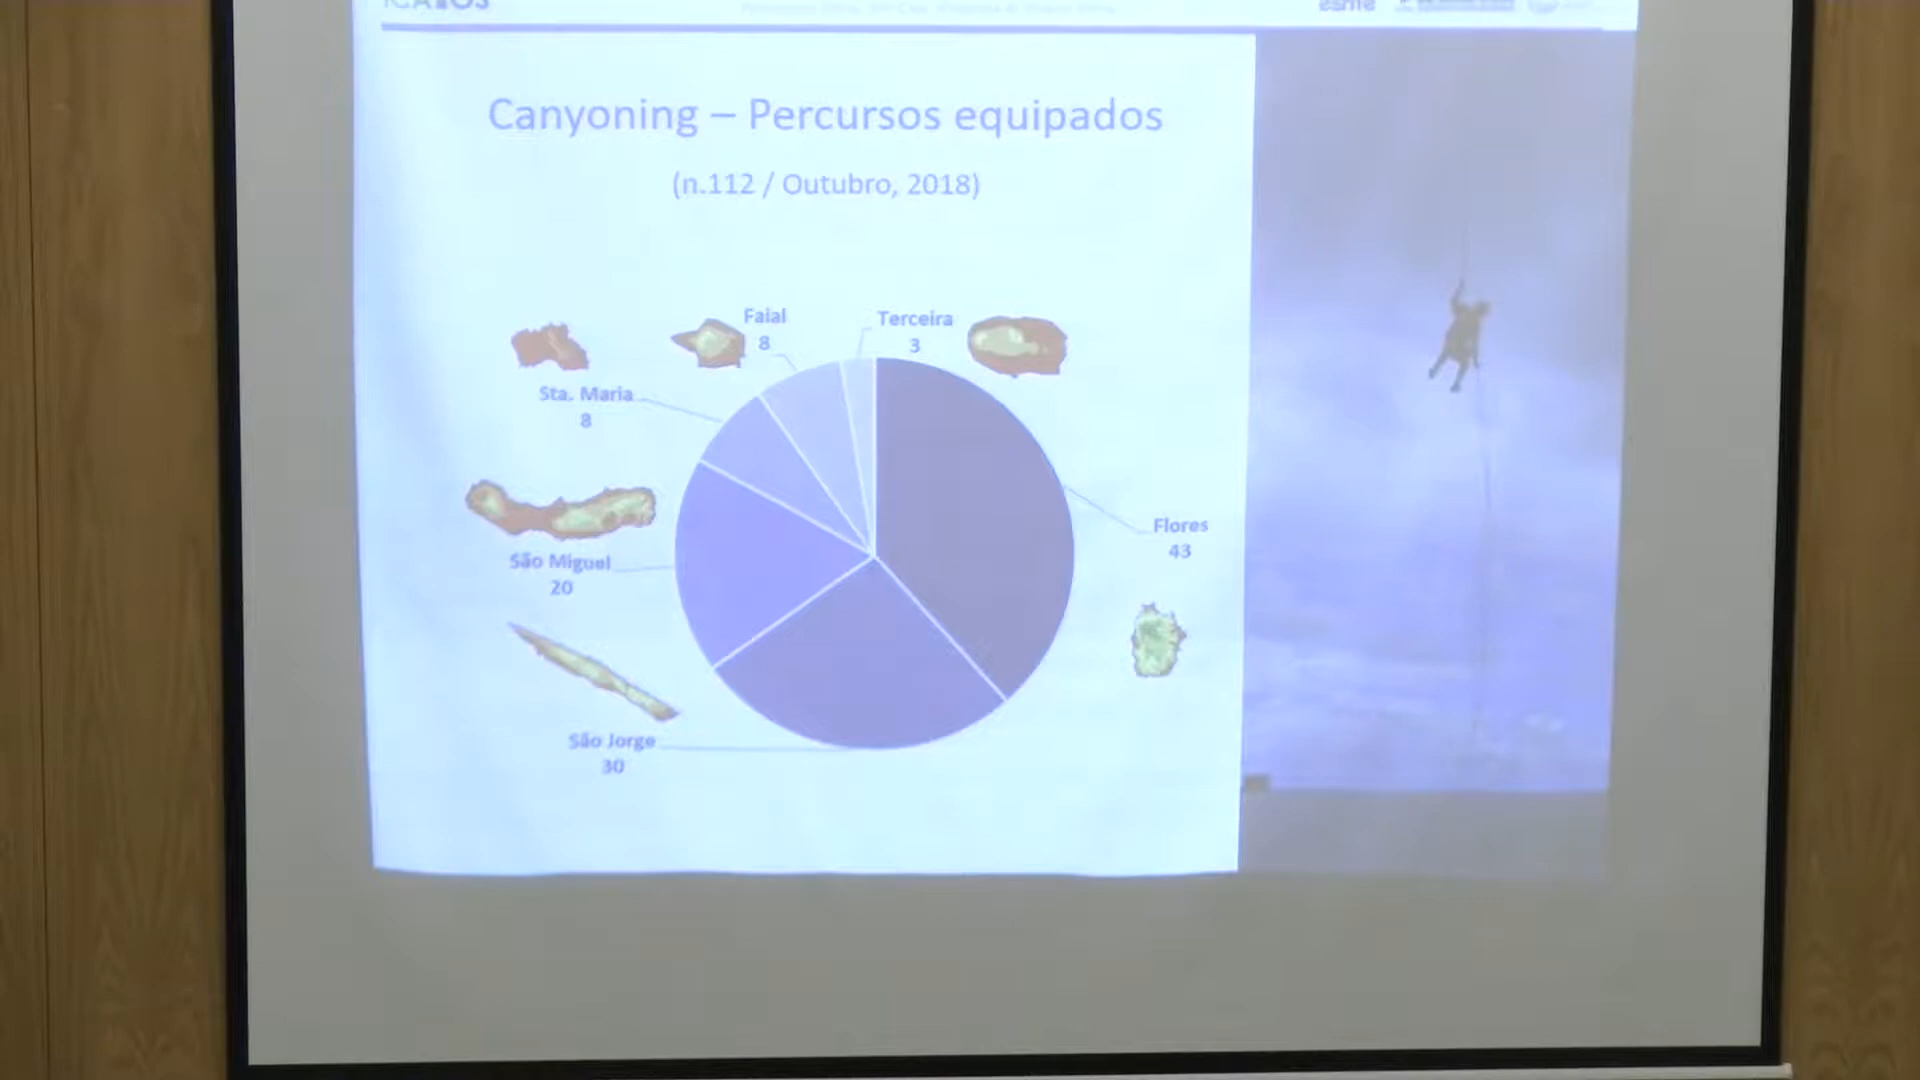 Canyoning – Percursos equipados
(n.112 / Outubro, 2018)
Faial
8
Terceira
3
Sta. Maria
8
Flores
43
São Miguel
20
São Jorge
30